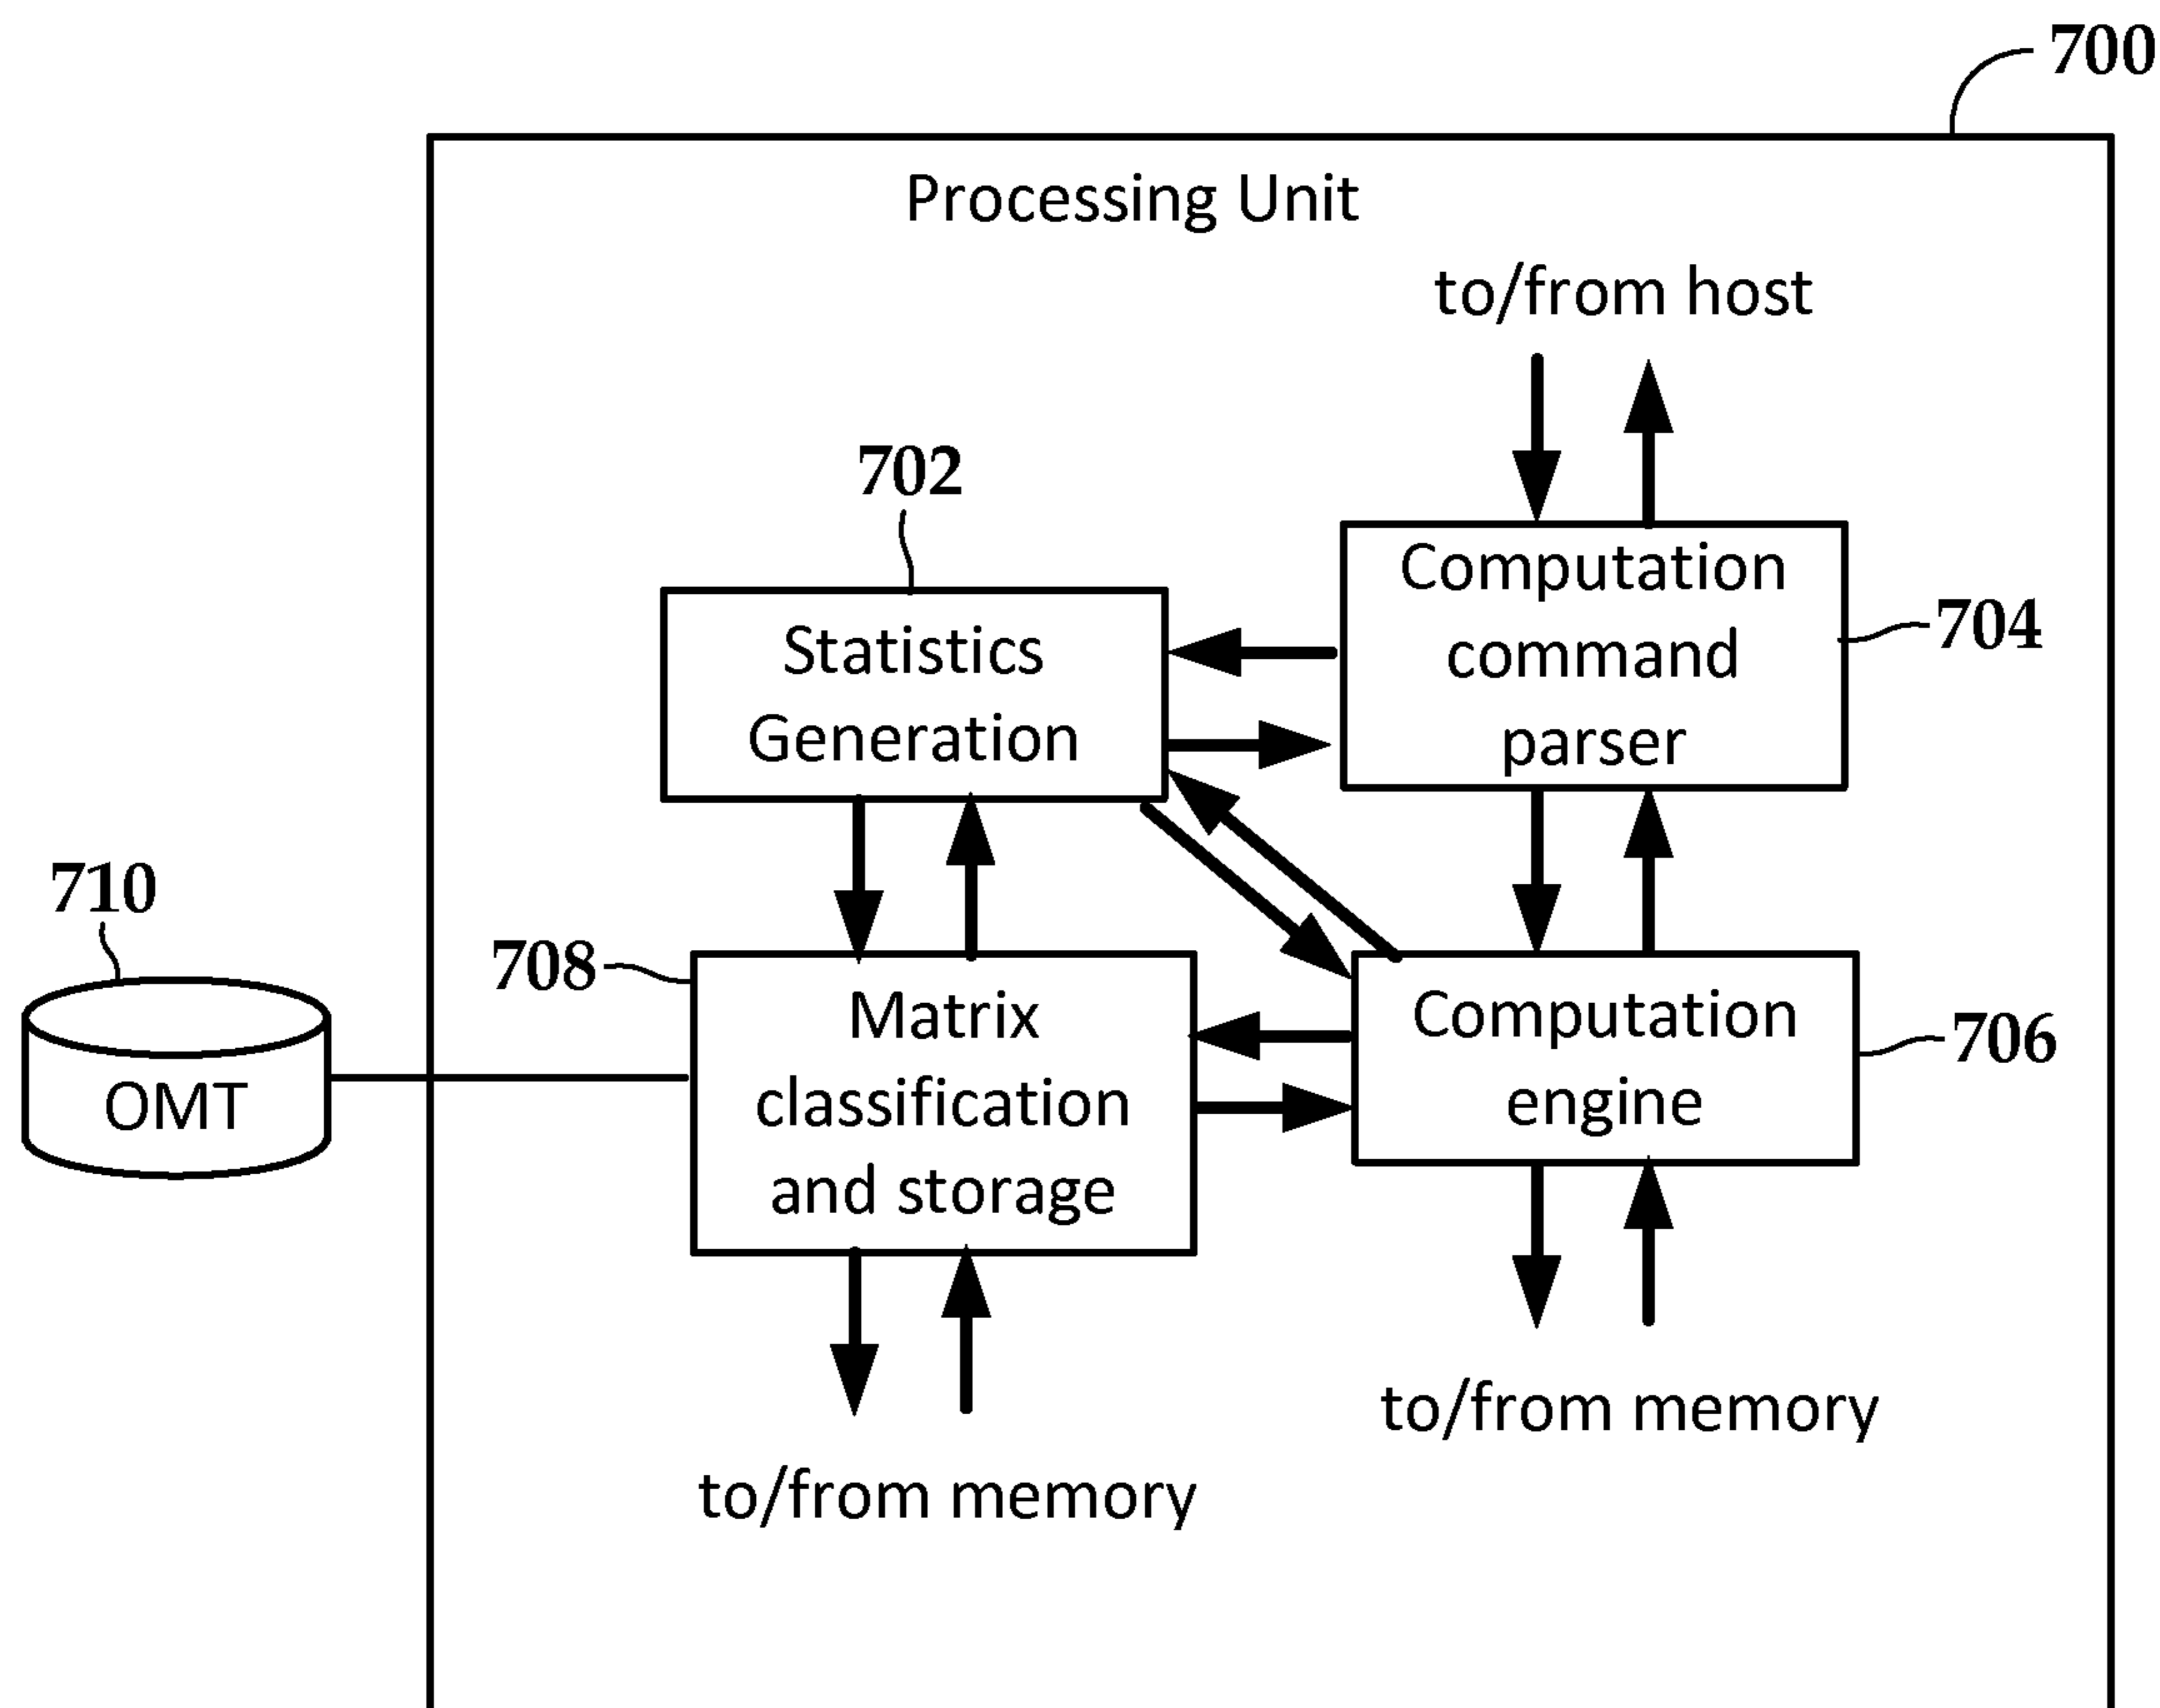 700
Processing Unit
to/from host
702
Computation
command
parser
704
Statistics
Generation
710
708
OMT
Matrix
classification
and storage
Computation
engine
706
to/from memory
to/from memory